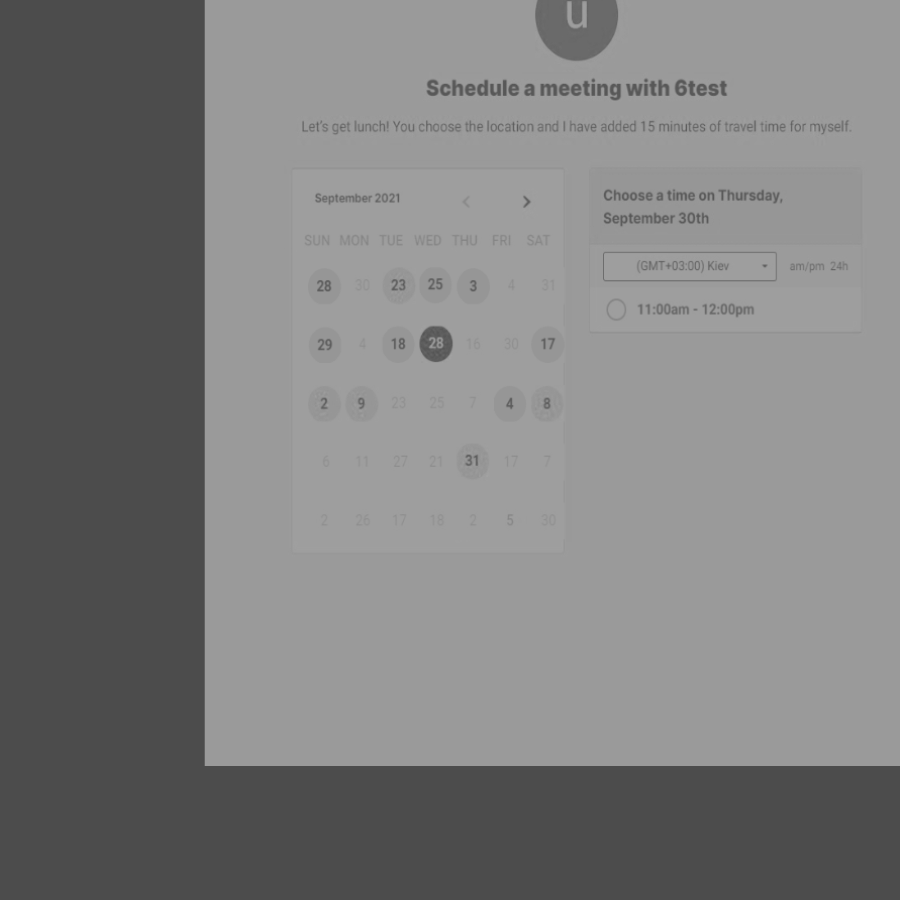 u
Schedule a meeting with 6test
Let's get lunch! You choose the location and I have added 15 minutes of travel time for myself.
September 2021
SUN MON TUE WED THU FRI SAT
28 30 23 25 3 4 31
29 4 18 28 16 30 17
2 9 23 25 7 4 8
6 11 27 21 31 17 7
2 26 17 18 2 5 30
Choose a time on Thursday,
September 30th
(GMT+03:00) Kiev am/pm 24h
11:00am - 12:00pm